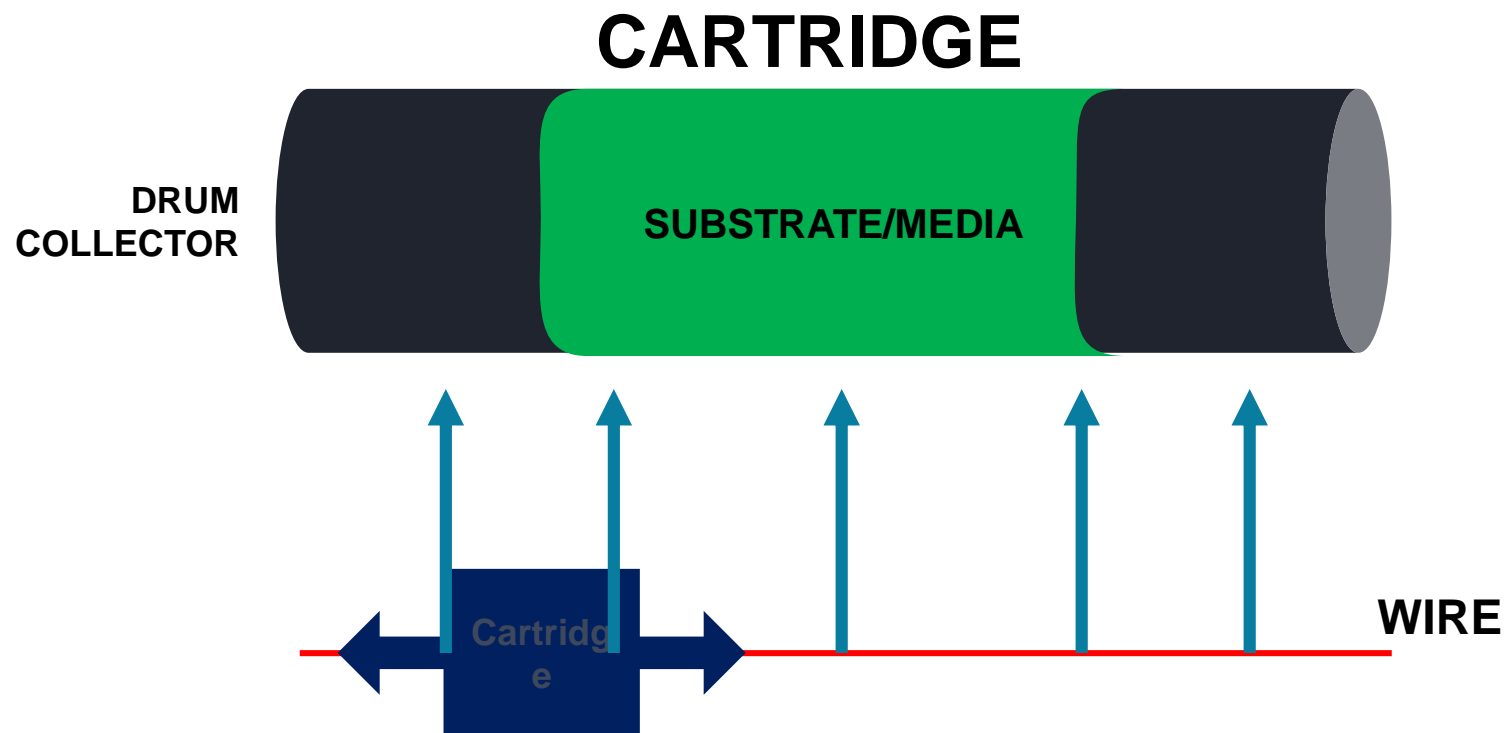 CARTRIDGE
DRUM
COLLECTOR
SUBSTRATE/MEDIA
WIRE
Cartridg
e